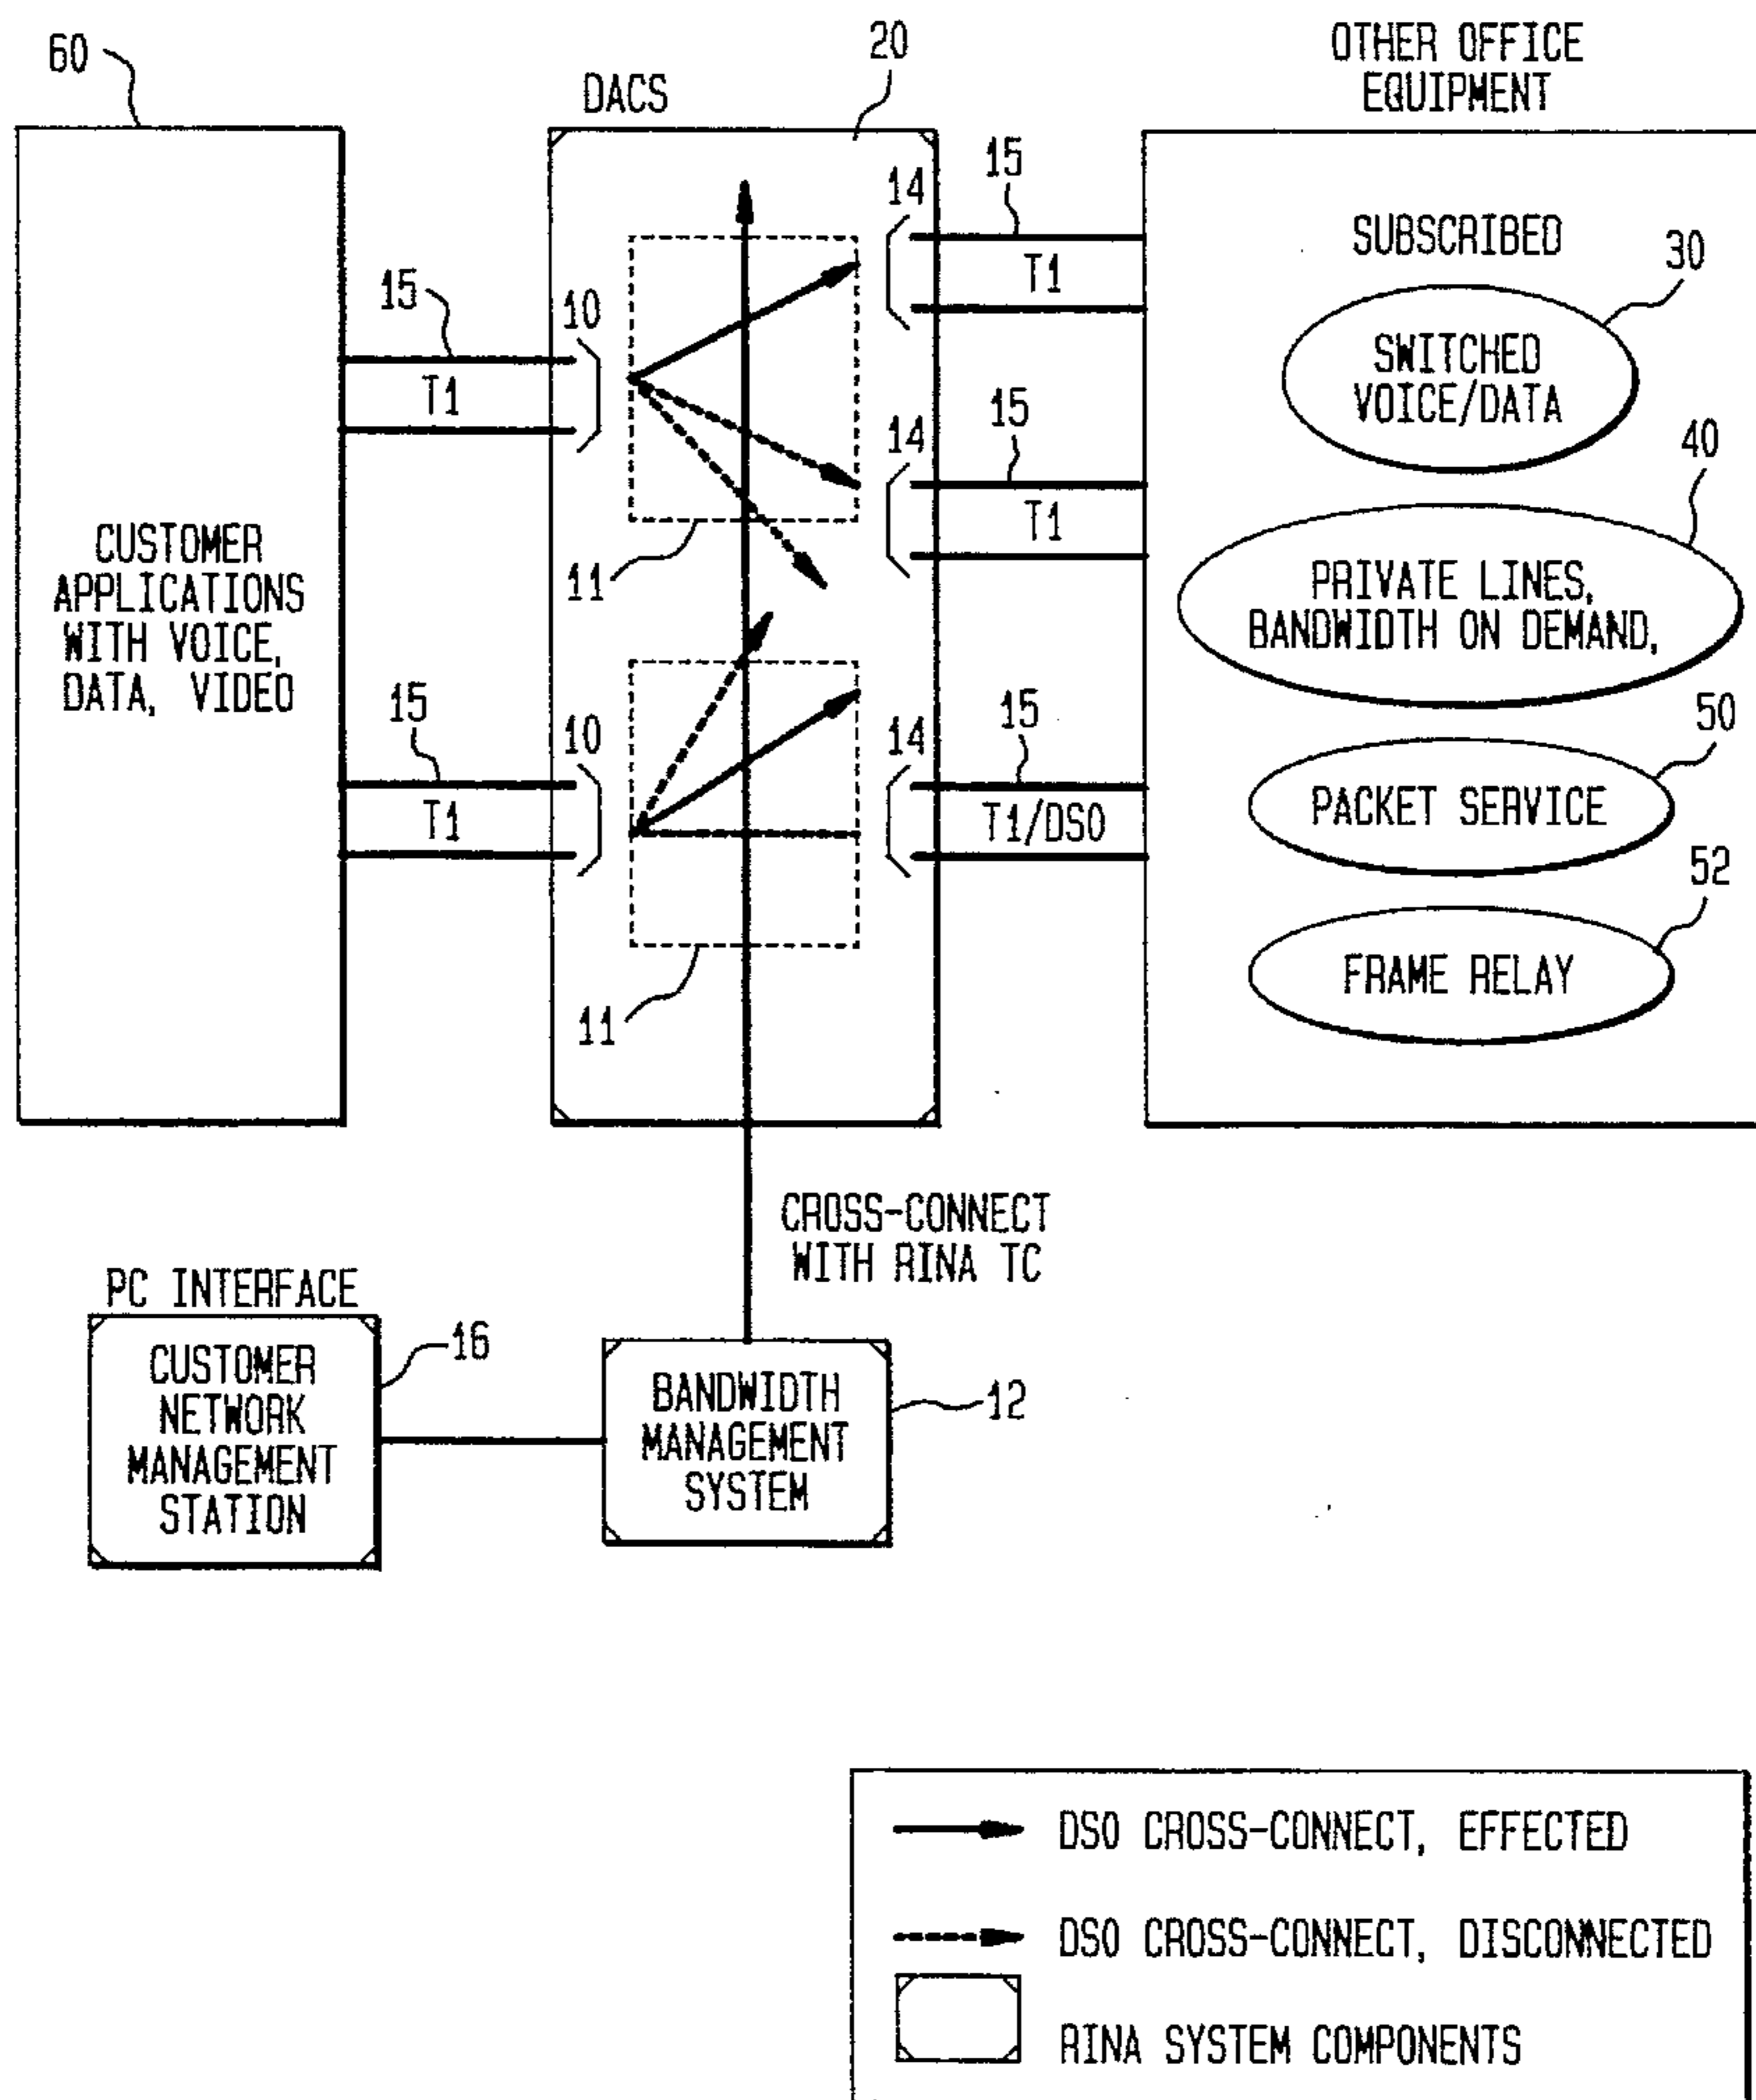 60
DACS
20
OTHER OFFICE
EQUIPMENT
15
T1
10
14
15
T1
SUBSCRIBED
30
SWITCHED
VOICE/DATA
11
14
15
T1
40
PRIVATE LINES,
BANDWIDTH ON DEMAND,
CUSTOMER
APPLICATIONS
WITH VOICE,
DATA, VIDEO
15
T1
10
14
15
T1/DS0
50
PACKET SERVICE
52
FRAME RELAY
11
CROSS-CONNECT
WITH RINA TC
PC INTERFACE
CUSTOMER
NETWORK
MANAGEMENT
STATION
16
BANDWIDTH
MANAGEMENT
SYSTEM
12
DS0 CROSS-CONNECT, EFFECTED
DS0 CROSS-CONNECT, DISCONNECTED
RINA SYSTEM COMPONENTS